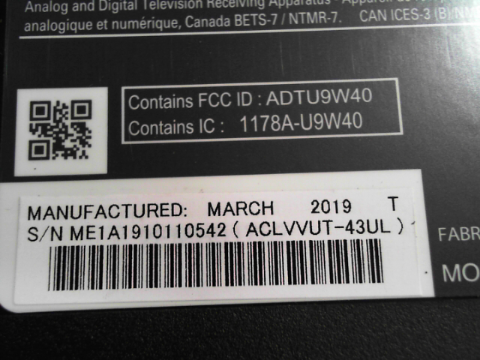 Analog and Digital Television Receiving Apparatus
analogique et numérique, Canada BETS-7 / NTMR-7. CAN ICES-3 (B)
Contains FCC ID : ADTU9W40
Contains IC : 1178A-U9W40
MANUFACTURED: MARCH 2019 T
S/N ME1A1910110542 ( ACLVVUT-43UL )
FABR
MO